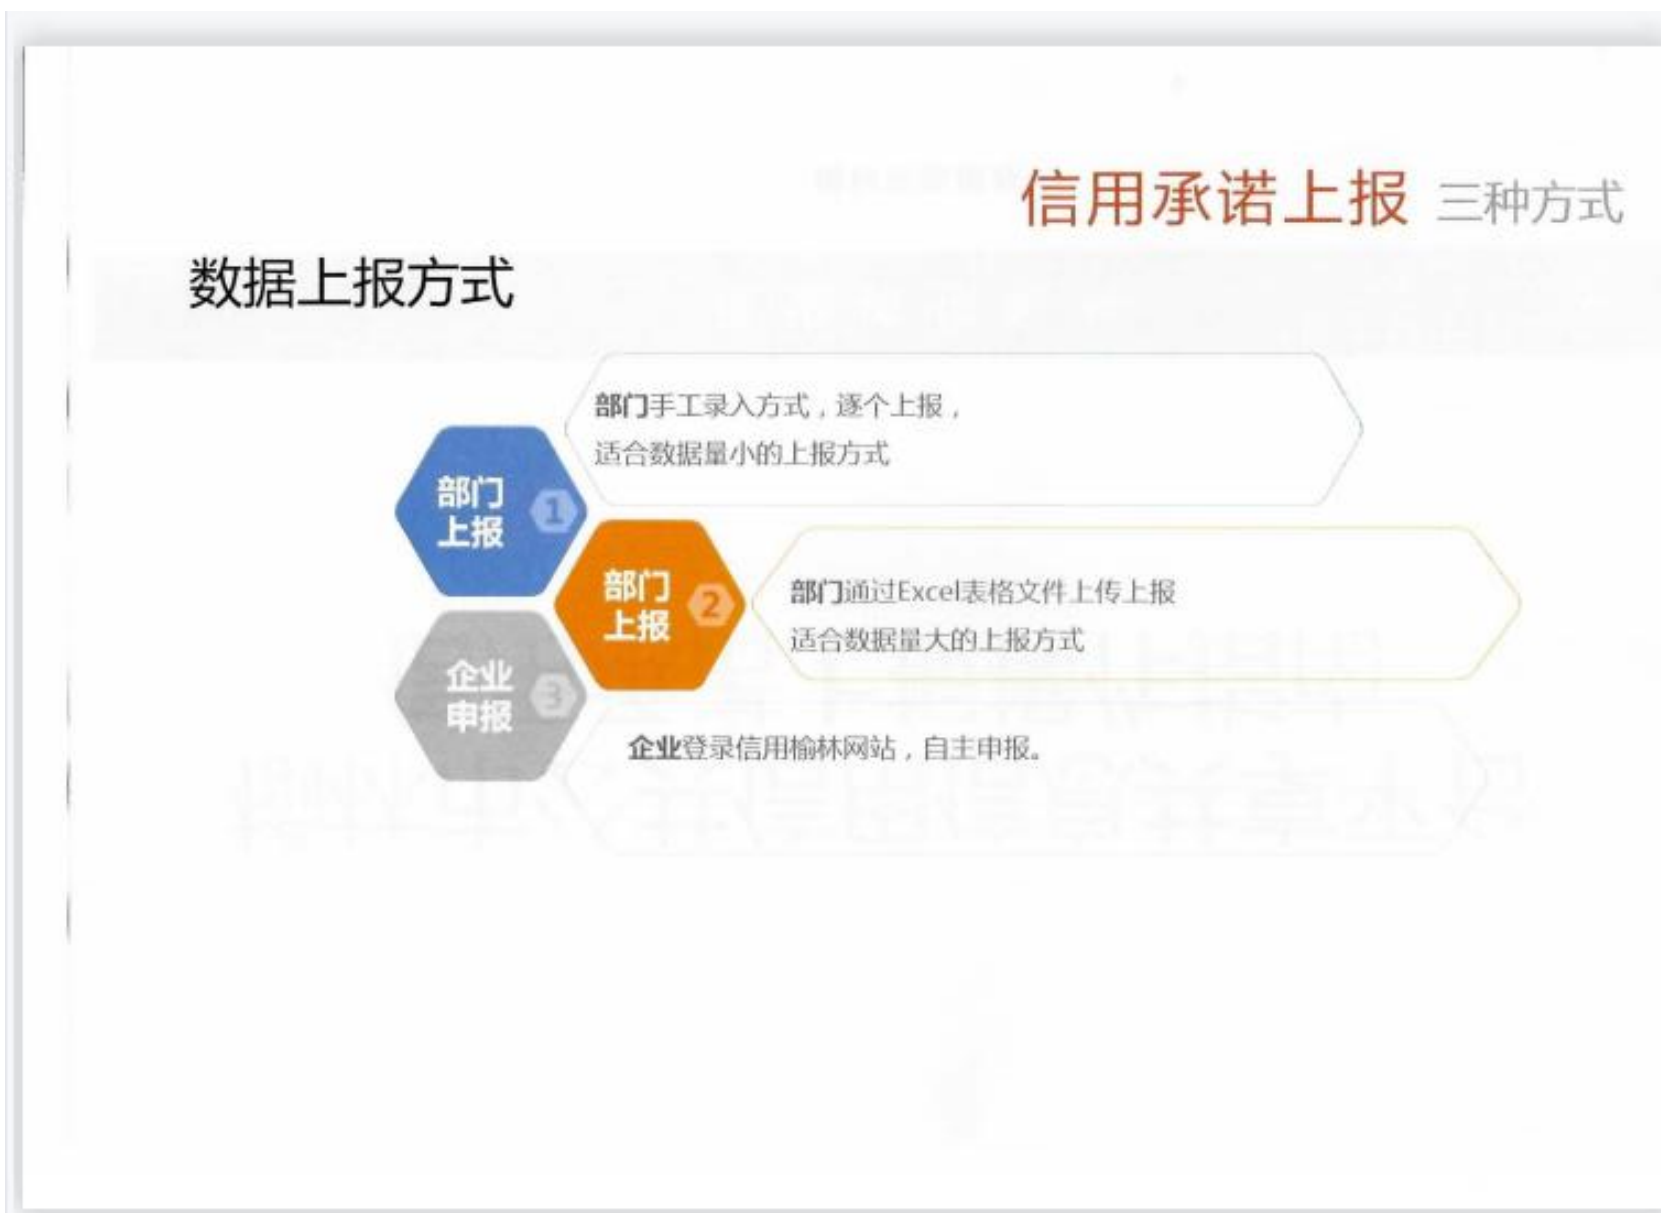 信用承诺上报 三种方式
数据上报方式
部门手工录入方式，逐个上报，
适合数据量小的上报方式
部门
上报
1
部门通过Excel表格文件上传上报
适合数据量大的上报方式
部门
上报
2
企业
申报
3
企业登录信用榆林网站，自主申报。